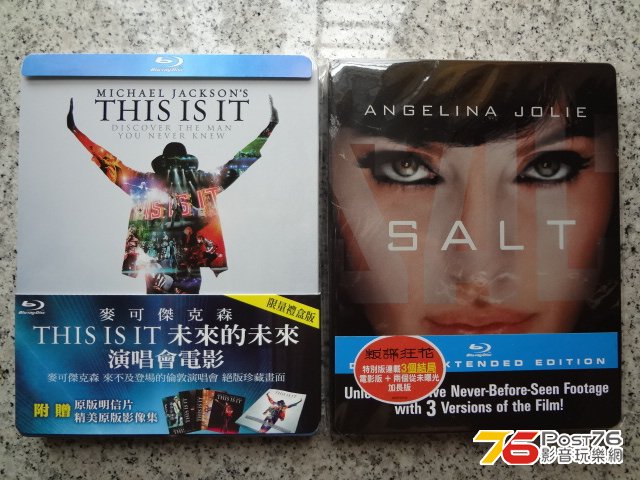 Blu-ray Disc
MICHAEL JACKSON'S
THIS IS IT
DISCOVER THE MAN
YOU NEVER KNEW
THIS IS IT
Blu-ray Disc
限量禮盒版
麥可傑克森
THIS IS IT 未來的未來
演唱會電影
麥可傑克森 來不及登場的倫敦演唱會 絕版珍藏畫面
附贈
原版明信片
精美原版影像集
ANGELINA JOLIE
SALT
Blu-ray Disc
EXTENDED EDITION
特別版連載3個結局
電影版 + 兩個從未曝光
加長版
Never-Before-Seen Footage
with 3 Versions of the Film!
76 Post76
影音玩樂網